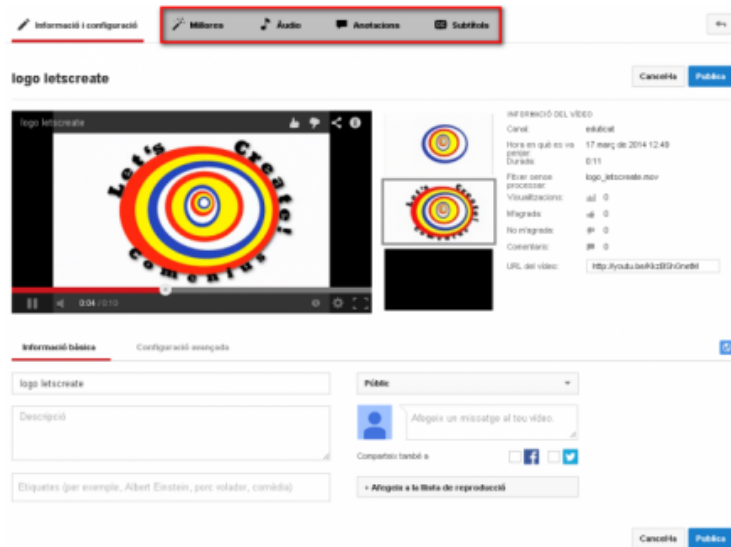 Informació i configuració
Millores
Àudio
Anotacions
Subtítols
logo letscreate
Cancel·la
Publica
logo letscreate
Let's Create!
Comenius
0:04 / 0:10
INFORMACIÓ DEL VÍDEO
Canal: eduticat
Hora en què es va penjar: 17 març de 2014 12.48
Durada: 0:11
Fitxer sense processar: logo_letscreate.mov
Visualitzacions: 0
M'agrada: 0
No m'agrada: 0
Comentaris: 0
URL del vídeo:
Informació bàsica
Configuració avançada
logo letscreate
Descripció
Etiquetes (per exemple, Albert Einstein, perc volador, comèdia)
Públic
Afegeix un missatge al teu vídeo.
Comparteix també a
+ Afegeix a la llista de reproducció
Cancel·la
Publica